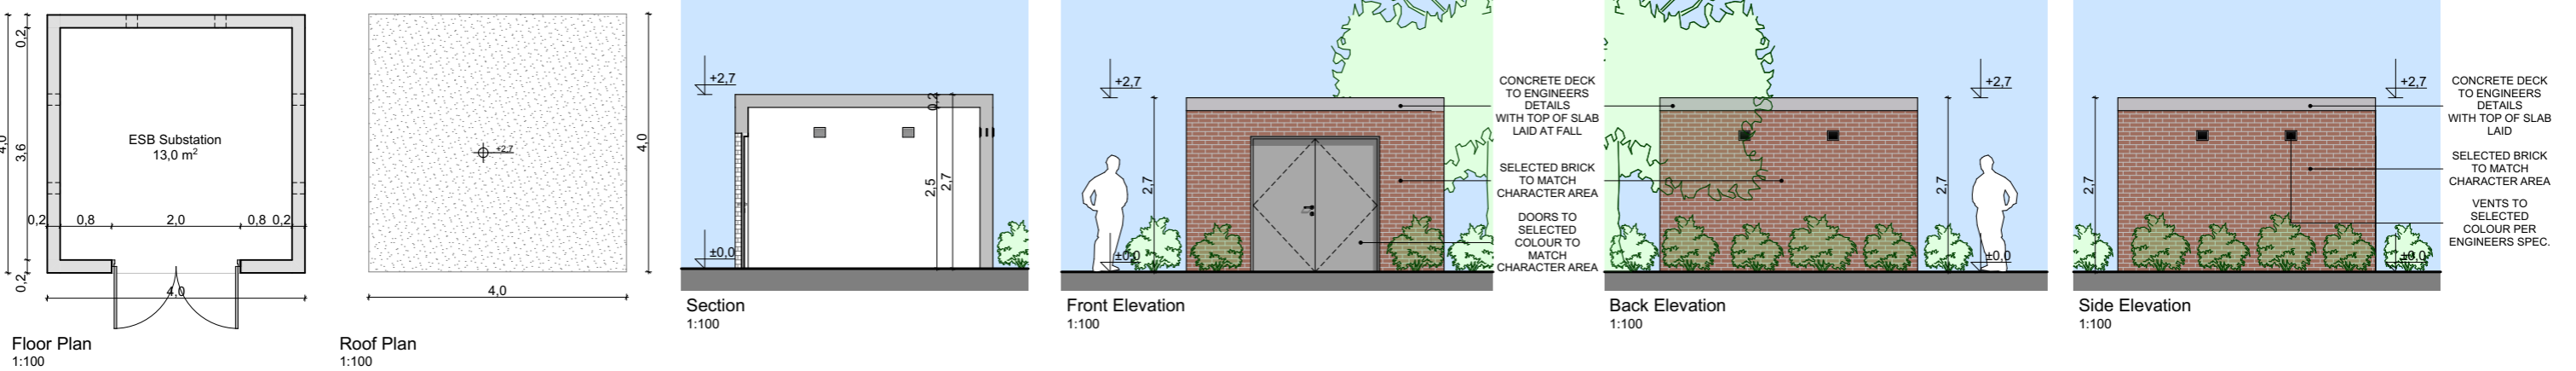 0,2
4,0
3,6
0,2
ESB Substation
13,0 m²
0,2
0,8
2,0
0,8
0,2
4,0
Floor Plan
1:100
+2,7
4,0
4,0
Roof Plan
1:100
+2,7
0,2
2,5
2,7
±0,0
Section
1:100
+2,7
2,7
±0,0
Front Elevation
1:100
CONCRETE DECK
TO ENGINEERS
DETAILS
WITH TOP OF SLAB
LAID AT FALL
SELECTED BRICK
TO MATCH
CHARACTER AREA
DOORS TO
SELECTED
COLOUR TO
MATCH
CHARACTER AREA
+2,7
2,7
±0,0
Back Elevation
1:100
+2,7
2,7
±0,0
Side Elevation
1:100
CONCRETE DECK
TO ENGINEERS
DETAILS
WITH TOP OF SLAB
LAID
SELECTED BRICK
TO MATCH
CHARACTER AREA
VENTS TO
SELECTED
COLOUR PER
ENGINEERS SPEC.